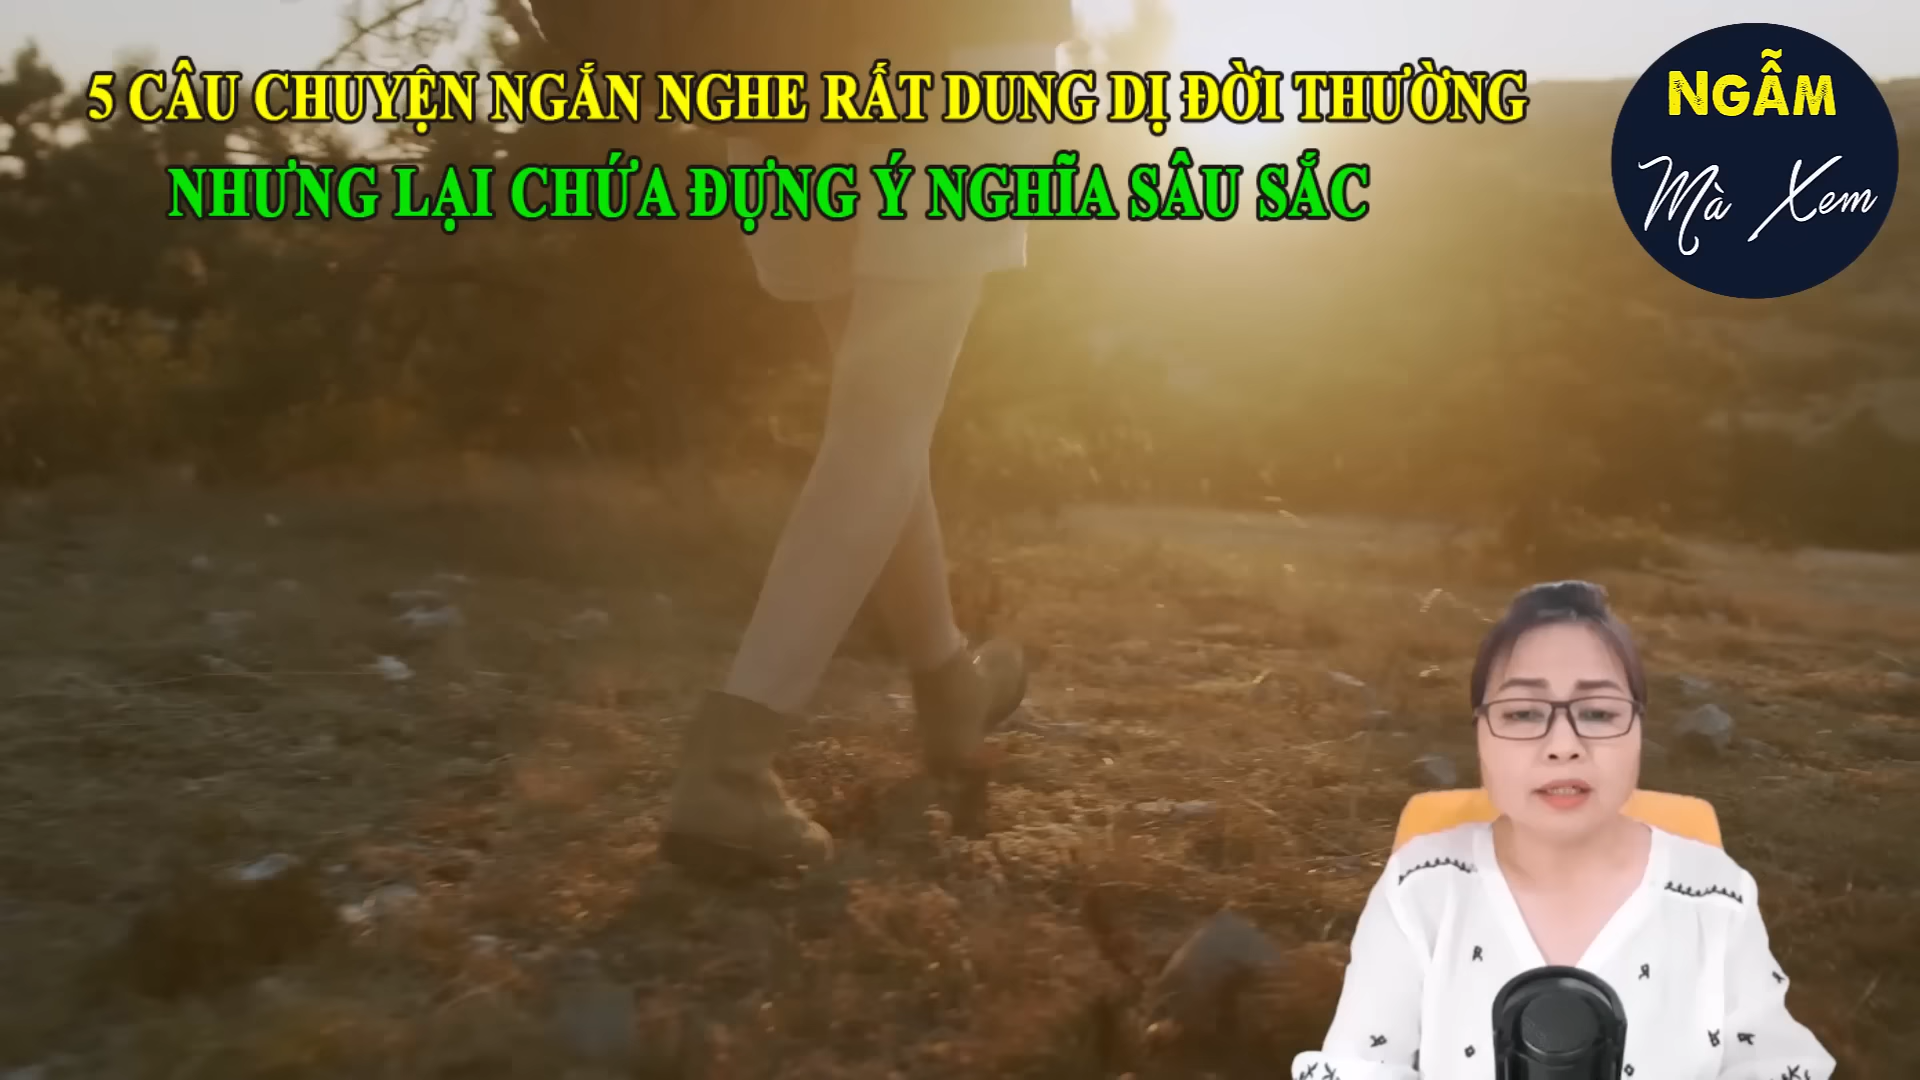 5 CÂU CHUYỆN NGẮN NGHE RẤT DUNG DỊ ĐỜI THƯỜNG
NHƯNG LẠI CHỨA ĐỰNG Ý NGHĨA SÂU SẮC
NGẪM
Mà Xem